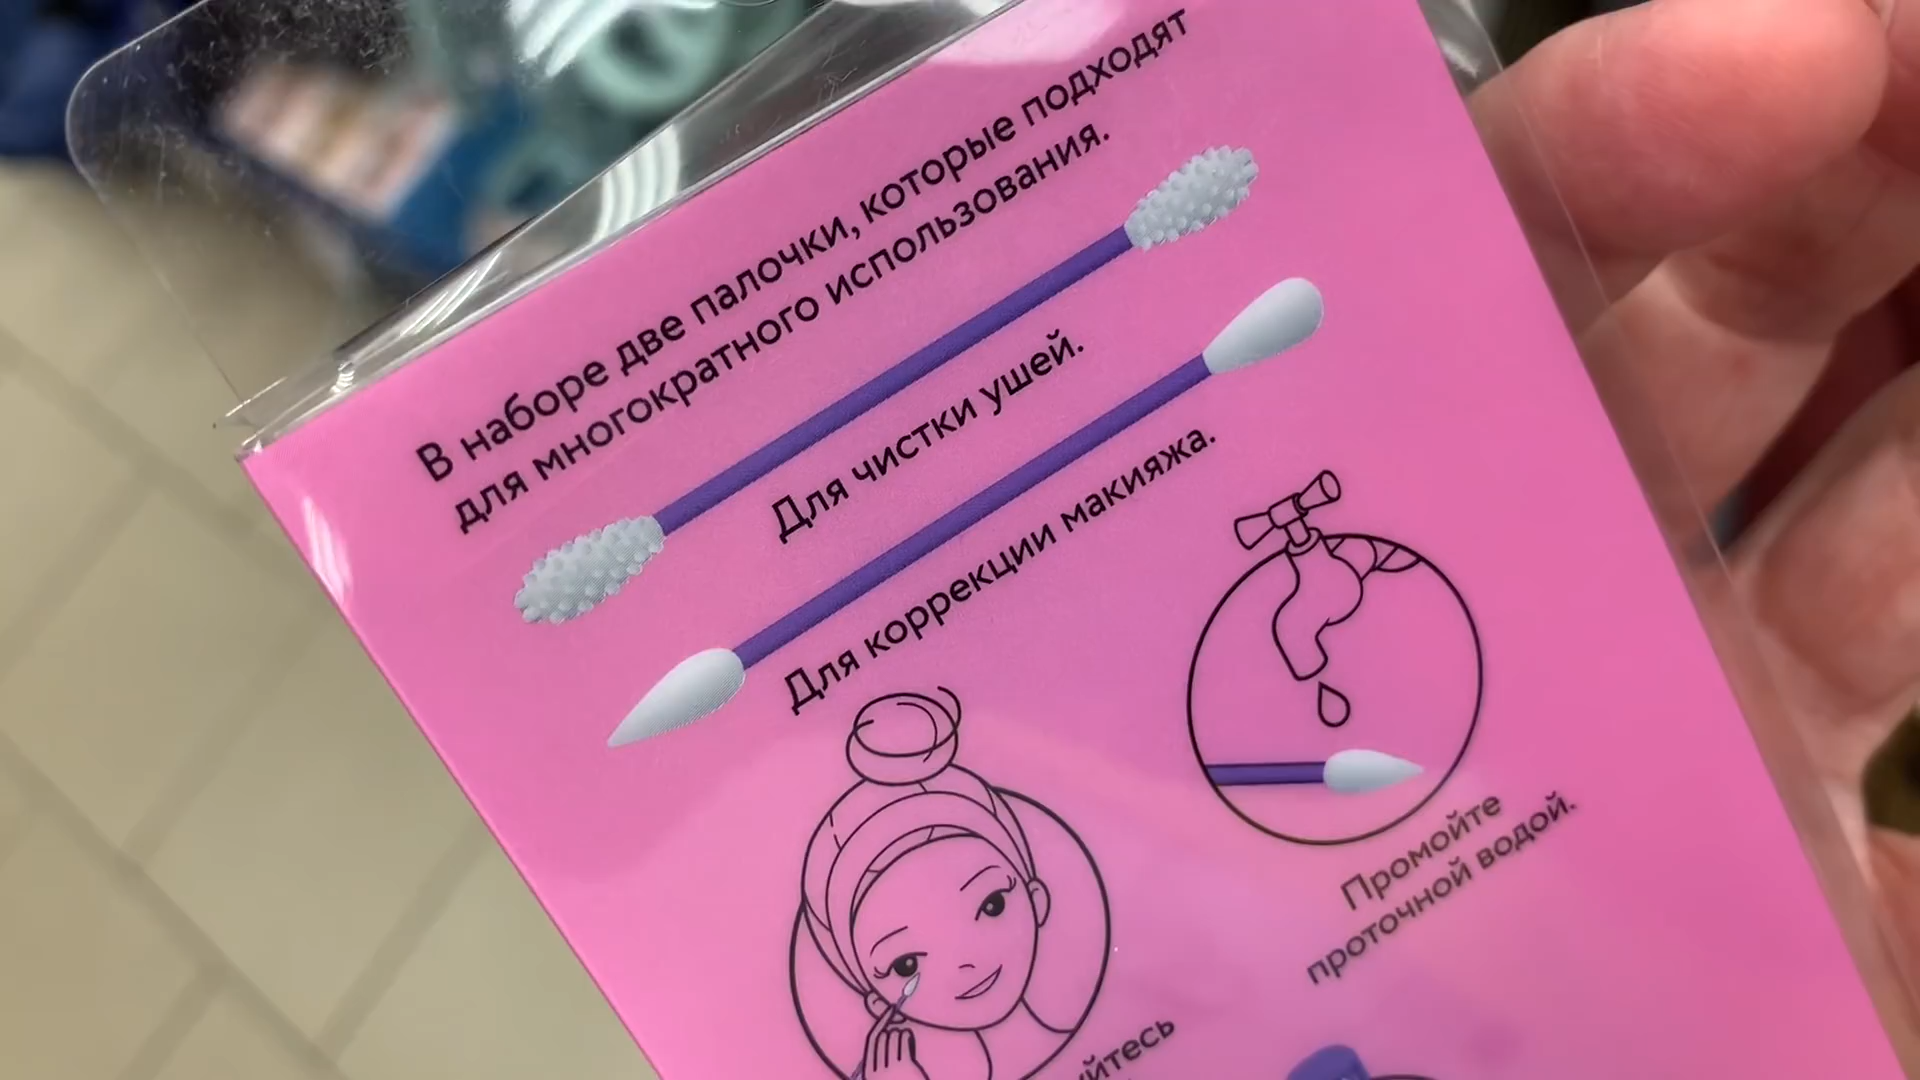 В наборе две палочки, которые подходят
для многократного использования.
Для чистки ушей.
Для коррекции макияжа.
Промойте
проточной водой.